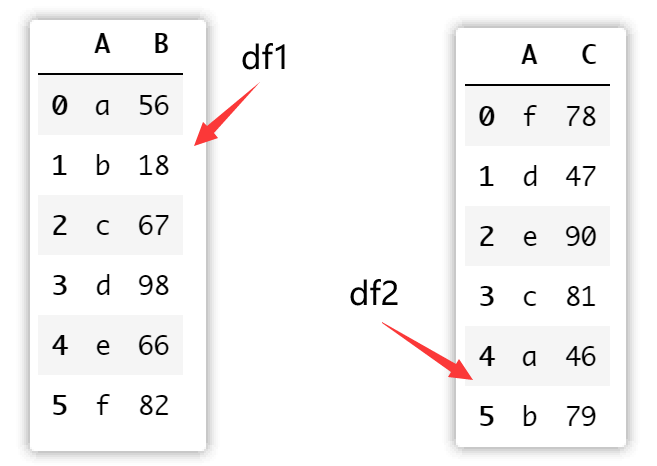 A B
0 a 56
1 b 18
2 c 67
3 d 98
4 e 66
5 f 82
df1
A C
0 f 78
1 d 47
2 e 90
3 c 81
4 a 46
5 b 79
df2